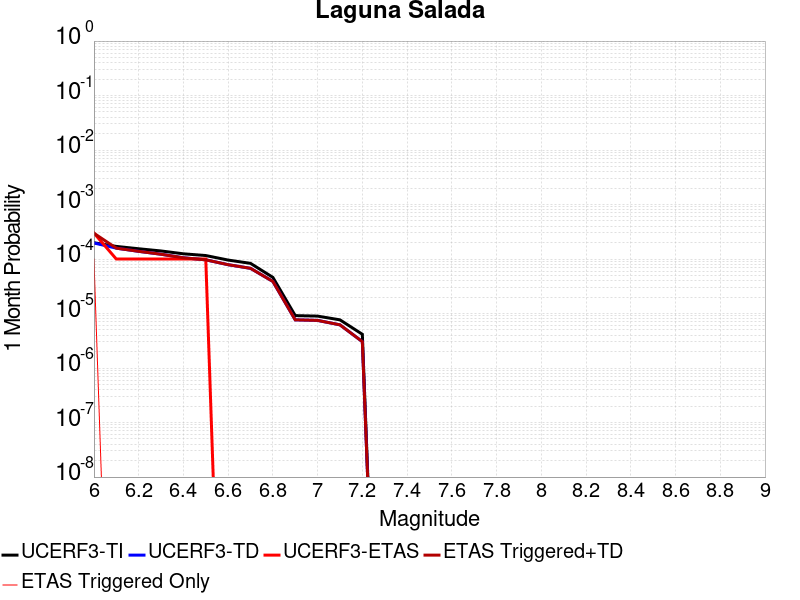 Laguna Salada
10^0
10^-1
10^-2
10^-3
10^-4
10^-5
10^-6
10^-7
10^-8
1 Month Probability
6 6.2 6.4 6.6 6.8 7 7.2 7.4 7.6 7.8 8 8.2 8.4 8.6 8.8 9
Magnitude
UCERF3-TI UCERF3-TD UCERF3-ETAS ETAS Triggered+TD
ETAS Triggered Only